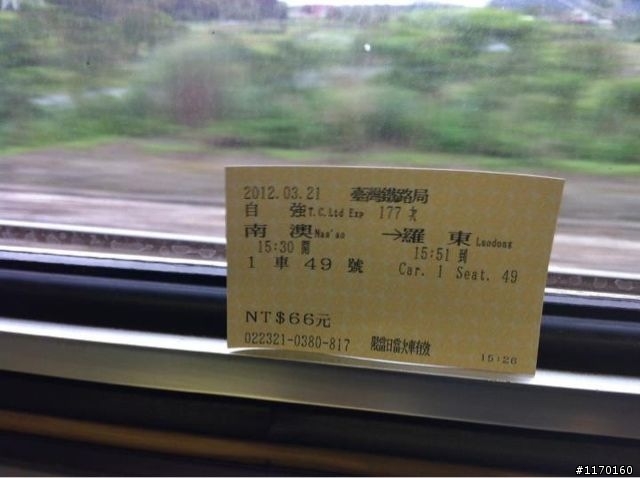 2012.03.21 臺灣鐵路局
自 強 T.C.Ltd Exp 177 次
南 澳 Nan'ao →羅 東 Luodong
15:30 開 15:51 到
1 車 49 號 Car. 1 Seat. 49
NT$66元
022321-0380-817 限當日當次車有效 15:26
#1170160